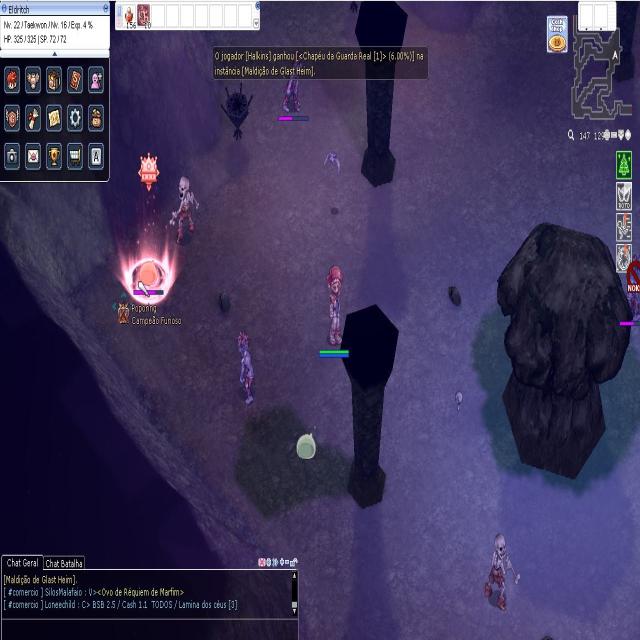 Eldritch
Nv. 22 / Taekwon / Nv. 16 / Exp. 4 %
HP. 325 / 325 | SP. 72 / 72
O jogador [Halkins] ganhou [<Chapéu da Guarda Real [1]> (6.00%)] na
instância [Maldição de Glast Heim].
147 129
Poporing
Campeão Furioso
Chat Geral
Chat Batalha
[Maldição de Glast Heim].
[ #comercio ] SilosMalafaio : V><Ovo de Réquiem de Marfim>
[ #comercio ] Loneechild : C> BSB 2.5 / Cash 1.1 TODOS / Lamina dos céus [3]